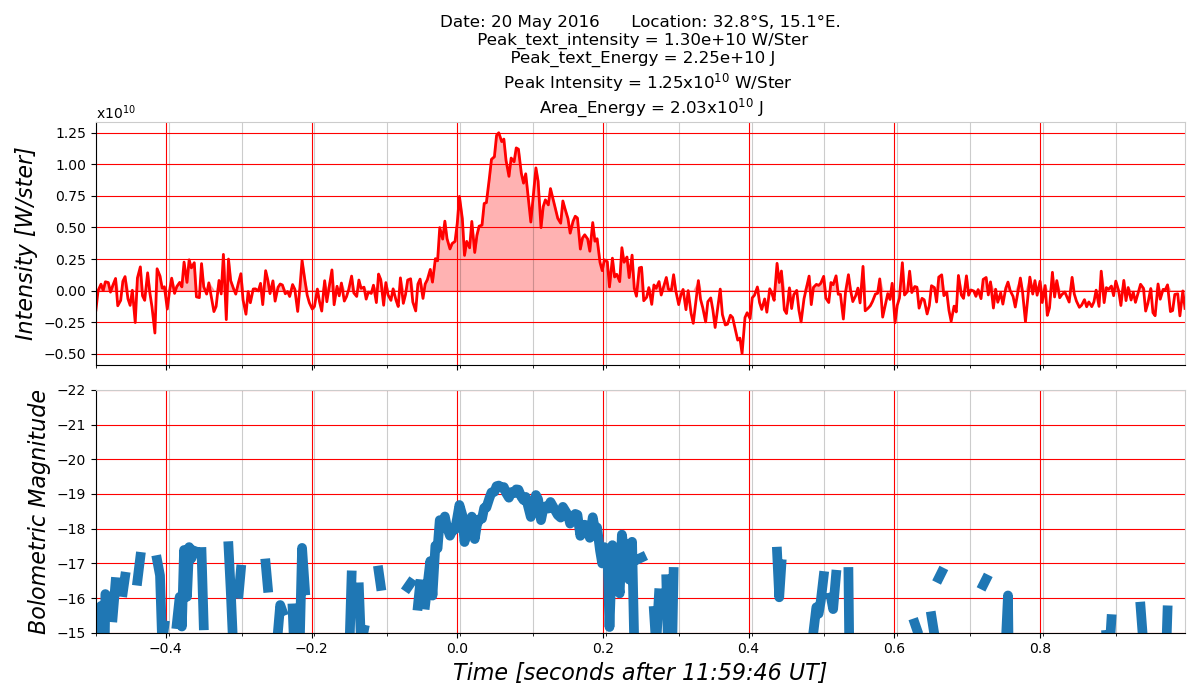 Date: 20 May 2016      Location: 32.8°S, 15.1°E.
Peak_text_intensity = 1.30e+10 W/Ster
Peak_text_Energy = 2.25e+10 J
Peak Intensity = 1.25x10¹⁰ W/Ster
Area_Energy = 2.03x10¹⁰ J
x10¹⁰
Intensity [W/ster]
1.25
1.00
0.75
0.50
0.25
0.00
−0.25
−0.50
Bolometric Magnitude
−22
−21
−20
−19
−18
−17
−16
−15
−0.4 −0.2 0.0 0.2 0.4 0.6 0.8
Time [seconds after 11:59:46 UT]